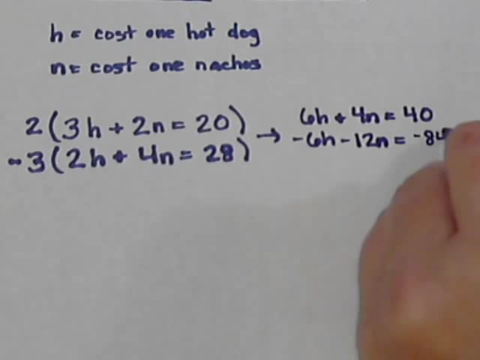 h = cost one hot dog
n = cost one nachos
2(3h + 2n = 20) → 6h + 4n = 40
-3(2h + 4n = 28) -6h - 12n = -84